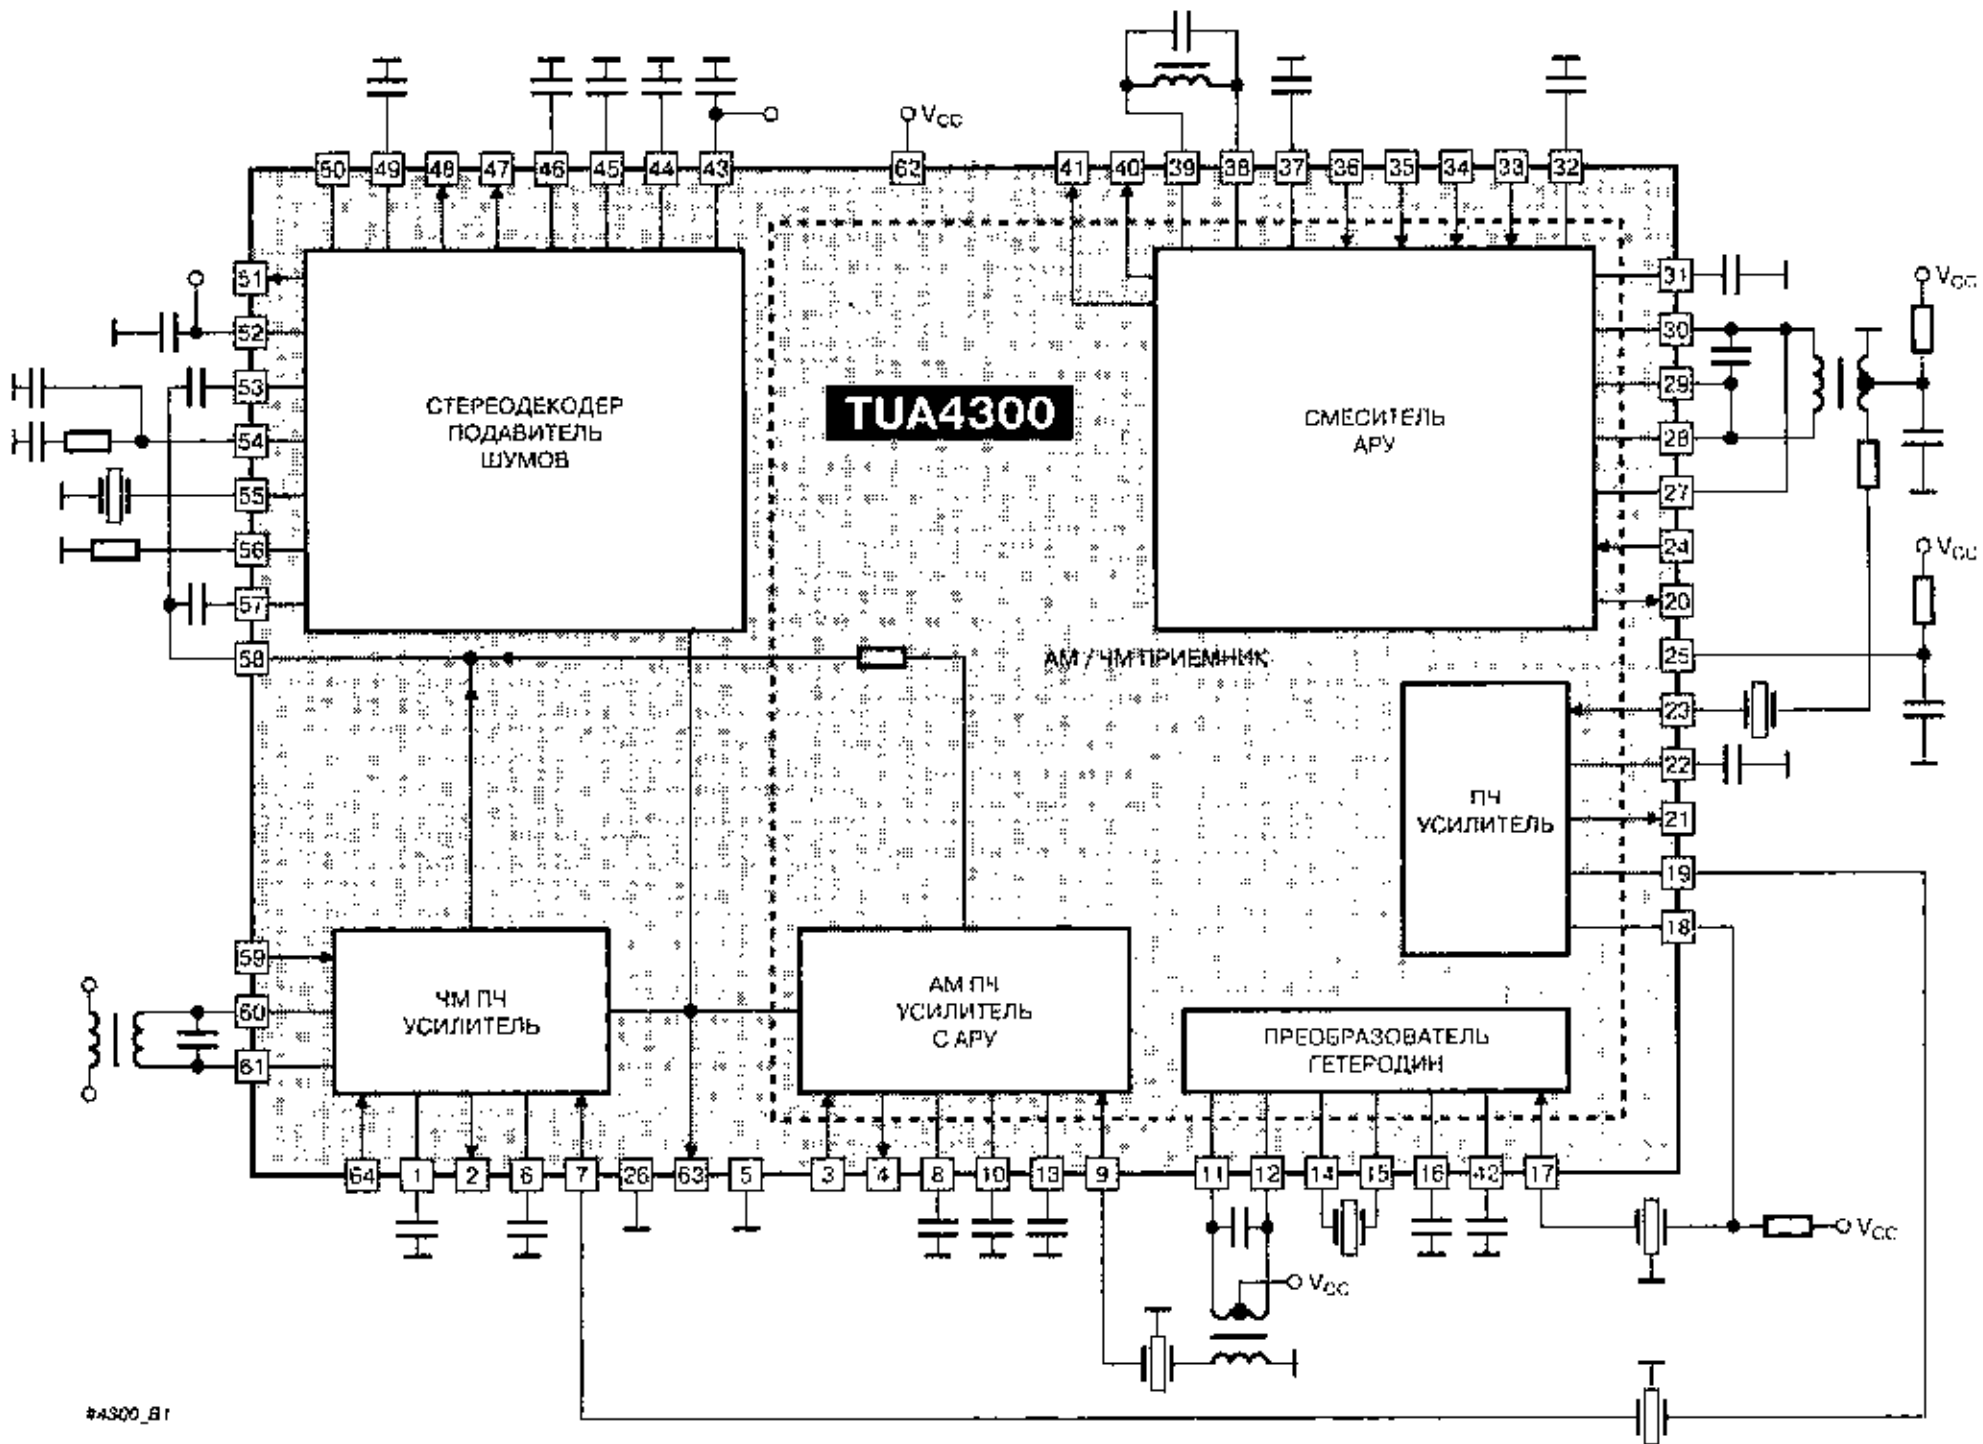 V_CC
50 49 48 47 46 45 44 43 62 41 40 39 38 37 36 35 34 33 32
51
52
53
54
55
56
57
58
СТЕРЕОДЕКОДЕР
ПОДАВИТЕЛЬ
ШУМОВ
TUA4300
СМЕСИТЕЛЬ
АРУ
31
30
29
28
27
24
20
25
23
22
21
19
18
V_CC
V_CC
АМ / ЧМ ПРИЕМНИК
ПЧ
УСИЛИТЕЛЬ
59
60
61
ЧМ ПЧ
УСИЛИТЕЛЬ
АМ ПЧ
УСИЛИТЕЛЬ
С АРУ
ПРЕОБРАЗОВАТЕЛЬ
ГЕТЕРОДИН
64 1 2 6 7 26 63 5 3 4 8 10 13 9 11 12 14 15 16 42 17
V_CC
V_CC
#4300_B1